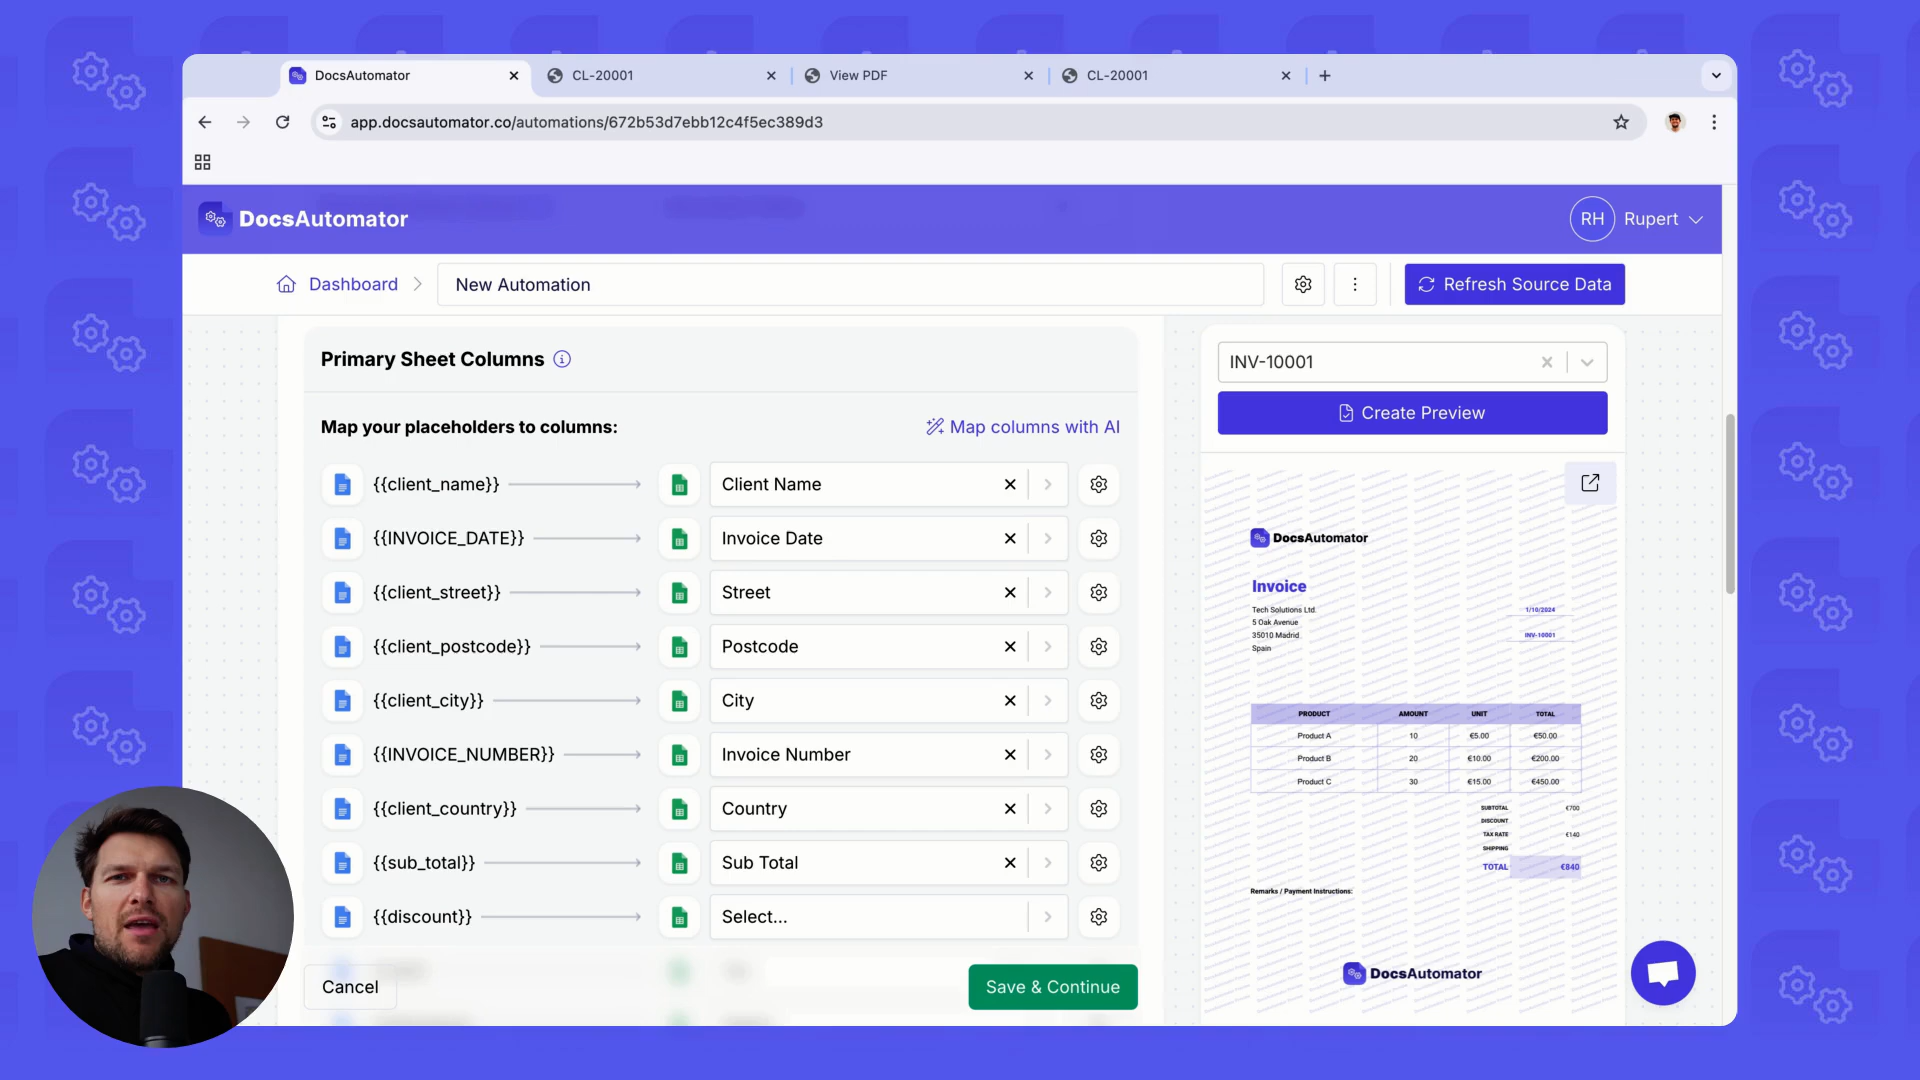 DocsAutomator
CL-20001
View PDF
CL-20001
app.docsautomator.co/automations/672b53d7ebb12c4f5ec389d3
DocsAutomator
RH Rupert
Dashboard
New Automation
Refresh Source Data
Primary Sheet Columns
Map your placeholders to columns:
Map columns with AI
{{client_name}} Client Name
{{INVOICE_DATE}} Invoice Date
{{client_street}} Street
{{client_postcode}} Postcode
{{client_city}} City
{{INVOICE_NUMBER}} Invoice Number
{{client_country}} Country
{{sub_total}} Sub Total
{{discount}} Select...
Cancel
Save & Continue
INV-10001
Create Preview
DocsAutomator
Invoice
Tech Solutions Ltd.
5 Oak Avenue
35010 Madrid
Spain
1/10/2024
INV-10001
PRODUCT AMOUNT UNIT TOTAL
Product A 10 €5.00 €50.00
Product B 20 €10.00 €200.00
Product C 30 €15.00 €450.00
SUBTOTAL €700
DISCOUNT
TAX RATE €140
SHIPPING
TOTAL €840
Remarks / Payment Instructions:
DocsAutomator